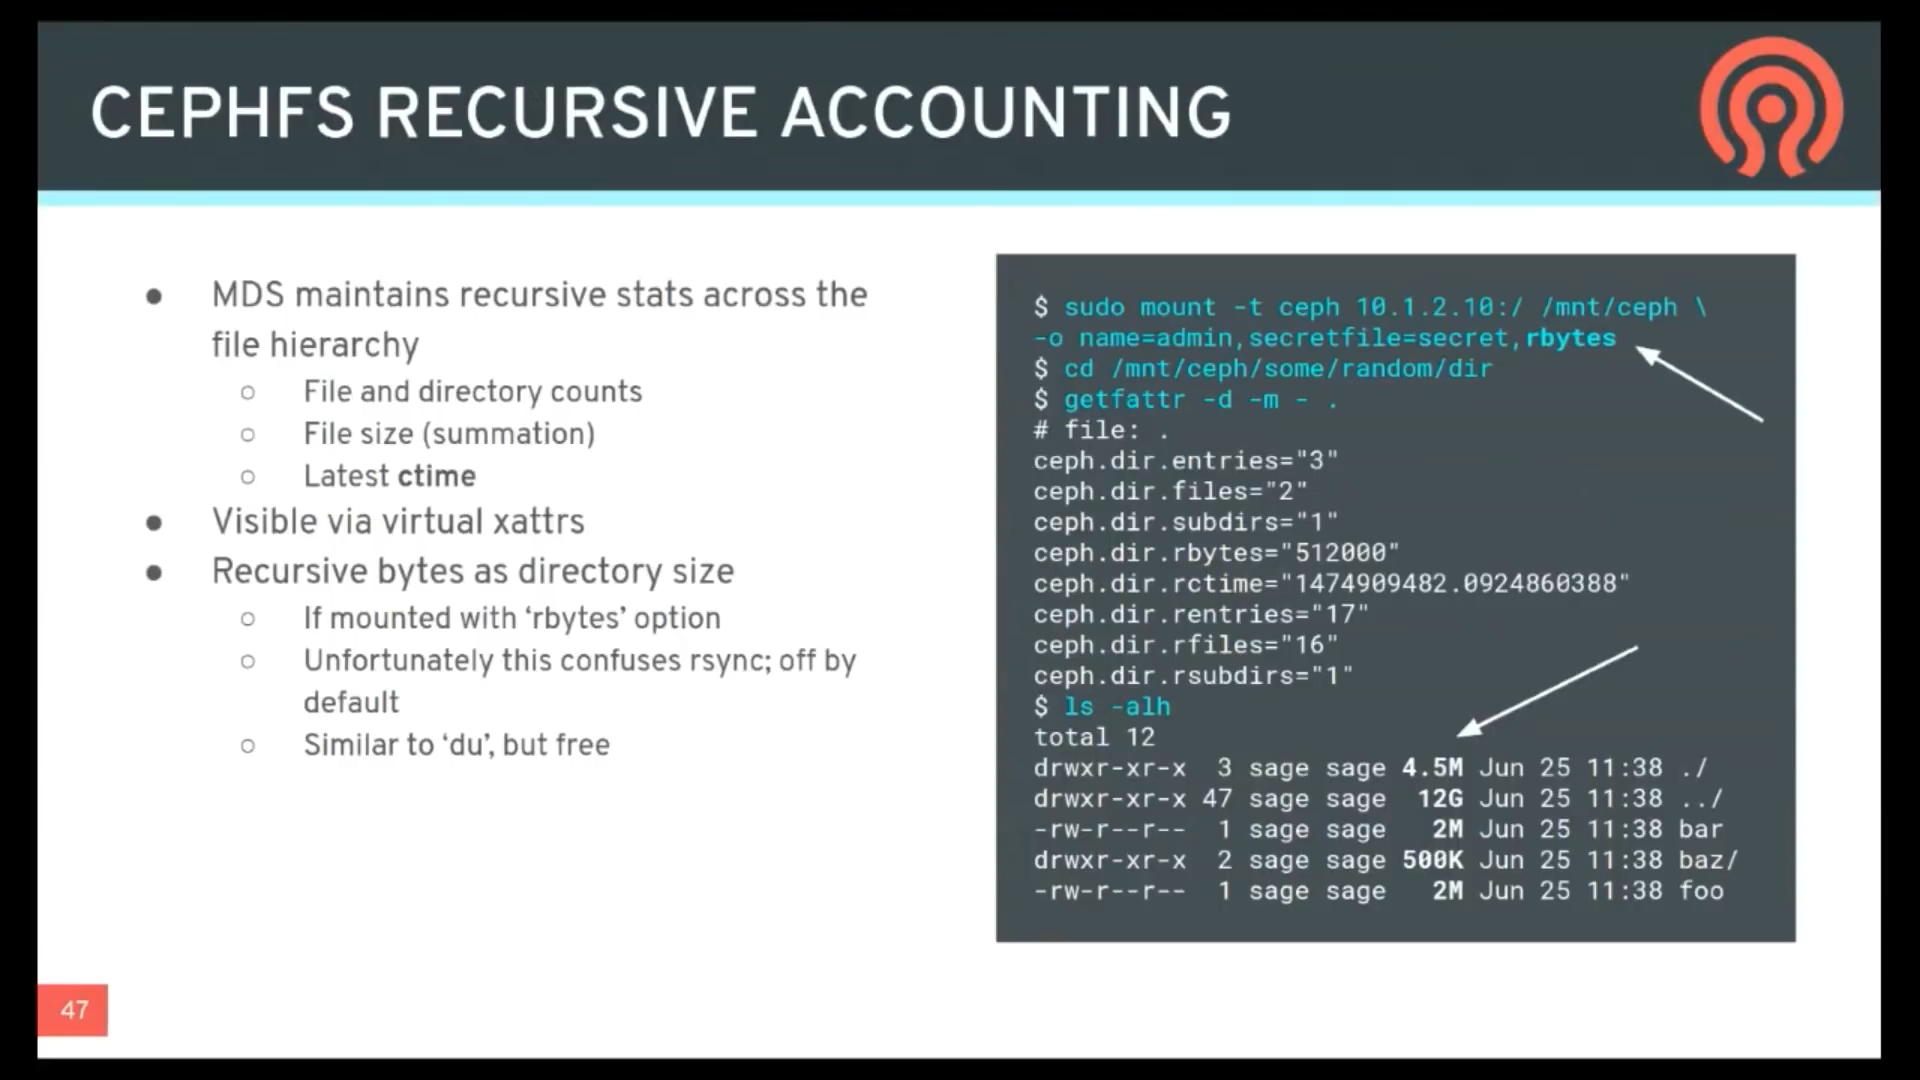 CEPHFS RECURSIVE ACCOUNTING
● MDS maintains recursive stats across the
file hierarchy
○ File and directory counts
○ File size (summation)
○ Latest ctime
● Visible via virtual xattrs
● Recursive bytes as directory size
○ If mounted with ‘rbytes’ option
○ Unfortunately this confuses rsync; off by
default
○ Similar to ‘du’, but free
$ sudo mount -t ceph 10.1.2.10:/ /mnt/ceph \
-o name=admin,secretfile=secret,rbytes
$ cd /mnt/ceph/some/random/dir
$ getfattr -d -m - .
# file: .
ceph.dir.entries="3"
ceph.dir.files="2"
ceph.dir.subdirs="1"
ceph.dir.rbytes="512000"
ceph.dir.rctime="1474909482.0924860388"
ceph.dir.rentries="17"
ceph.dir.rfiles="16"
ceph.dir.rsubdirs="1"
$ ls -alh
total 12
drwxr-xr-x  3 sage sage 4.5M Jun 25 11:38 ./
drwxr-xr-x 47 sage sage  12G Jun 25 11:38 ../
-rw-r--r--  1 sage sage   2M Jun 25 11:38 bar
drwxr-xr-x  2 sage sage 500K Jun 25 11:38 baz/
-rw-r--r--  1 sage sage   2M Jun 25 11:38 foo
47